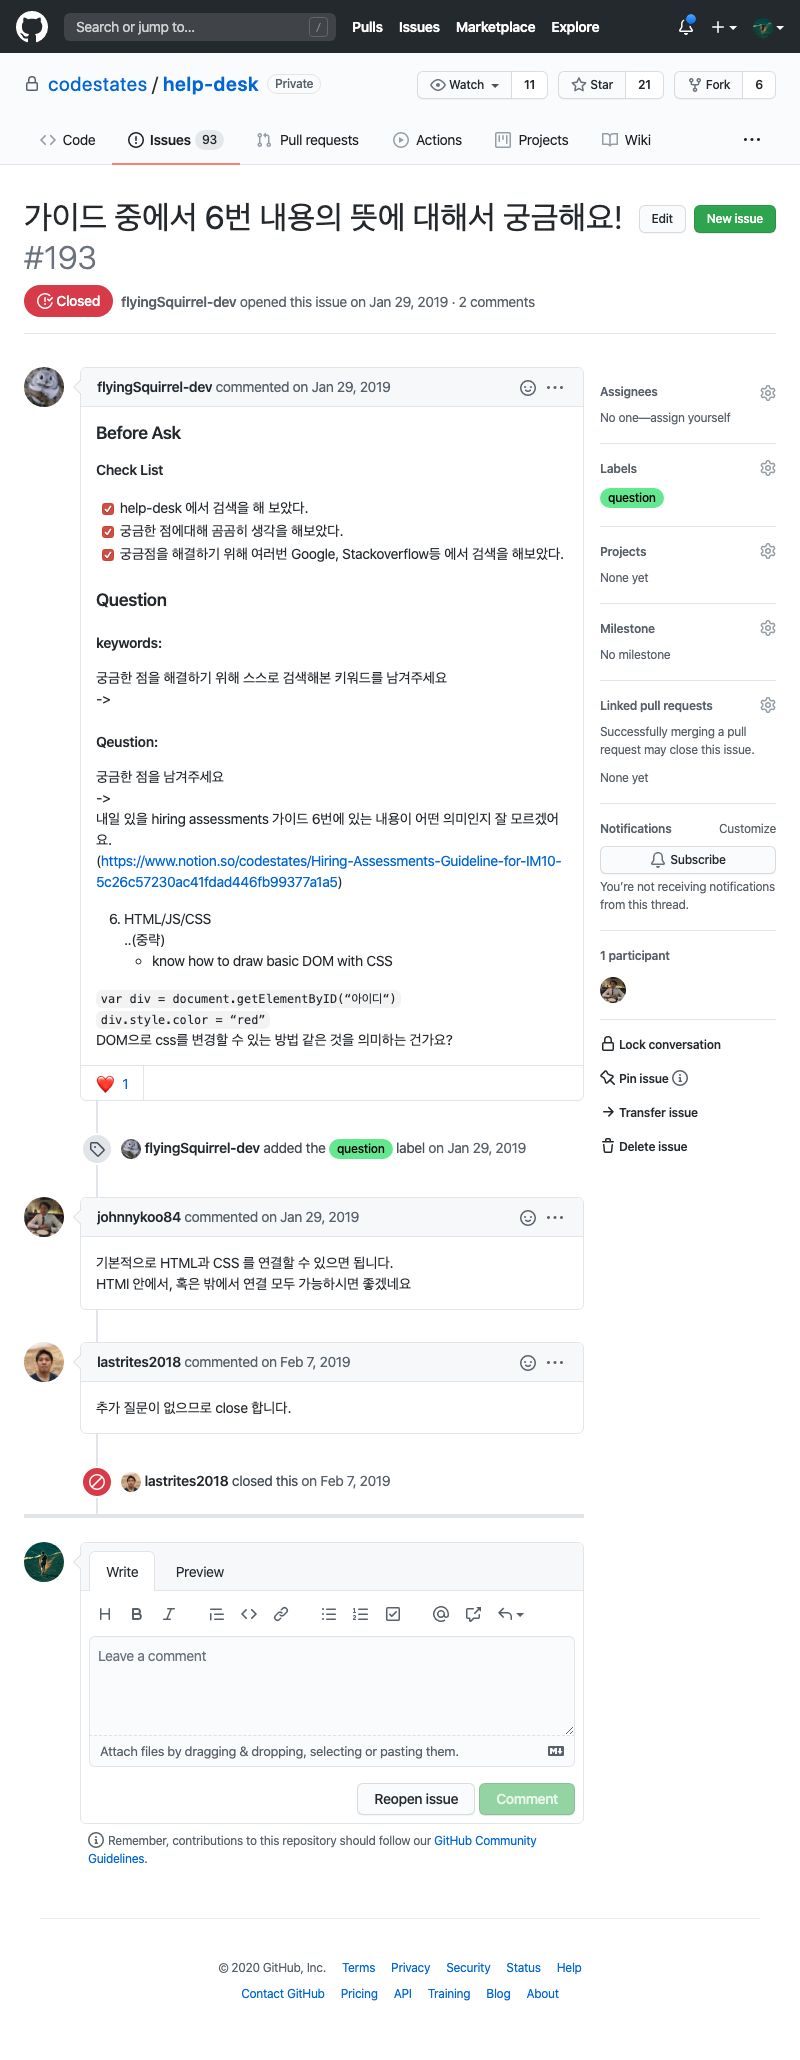 Search or jump to... /
Pulls Issues Marketplace Explore
codestates / help-desk Private
Watch 11 Star 21 Fork 6
Code Issues 93 Pull requests Actions Projects Wiki ...
가이드 중에서 6번 내용의 뜻에 대해서 궁금해요!
#193
Edit New issue
Closed flyingSquirrel-dev opened this issue on Jan 29, 2019 · 2 comments
flyingSquirrel-dev commented on Jan 29, 2019
Before Ask
Check List
help-desk 에서 검색을 해 보았다.
궁금한 점에대해 곰곰히 생각을 해보았다.
궁금점을 해결하기 위해 여러번 Google, Stackoverflow등 에서 검색을 해보았다.
Question
keywords:
궁금한 점을 해결하기 위해 스스로 검색해본 키워드를 남겨주세요
->
Qeustion:
궁금한 점을 남겨주세요
->
내일 있을 hiring assessments 가이드 6번에 있는 내용이 어떤 의미인지 잘 모르겠어
요.
(https://www.notion.so/codestates/Hiring-Assessments-Guideline-for-IM10-
5c26c57230ac41fdad446fb99377a1a5)
6. HTML/JS/CSS
..(중략)
know how to draw basic DOM with CSS
var div = document.getElementByID(“아이디“)
div.style.color = “red”
DOM으로 css를 변경할 수 있는 방법 같은 것을 의미하는 건가요?
❤️ 1
flyingSquirrel-dev added the question label on Jan 29, 2019
johnnykoo84 commented on Jan 29, 2019
기본적으로 HTML과 CSS 를 연결할 수 있으면 됩니다.
HTMl 안에서, 혹은 밖에서 연결 모두 가능하시면 좋겠네요
lastrites2018 commented on Feb 7, 2019
추가 질문이 없으므로 close 합니다.
lastrites2018 closed this on Feb 7, 2019
Assignees
No one—assign yourself
Labels
question
Projects
None yet
Milestone
No milestone
Linked pull requests
Successfully merging a pull
request may close this issue.
None yet
Notifications Customize
Subscribe
You’re not receiving notifications
from this thread.
1 participant
Lock conversation
Pin issue
Transfer issue
Delete issue
Write Preview
Leave a comment
Attach files by dragging & dropping, selecting or pasting them.
Reopen issue Comment
Remember, contributions to this repository should follow our GitHub Community
Guidelines.
© 2020 GitHub, Inc. Terms Privacy Security Status Help
Contact GitHub Pricing API Training Blog About